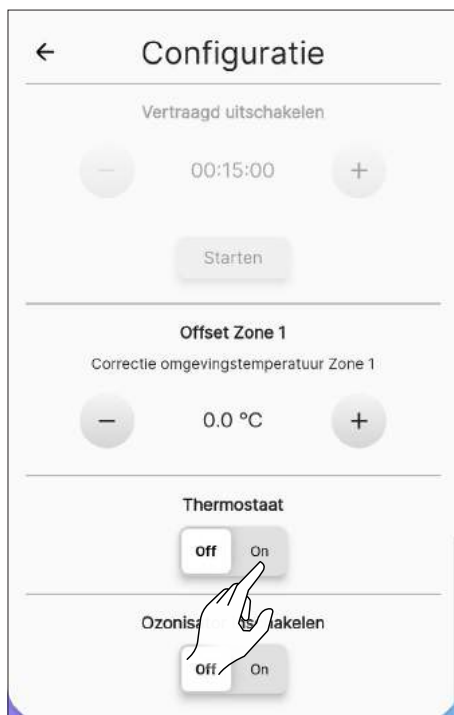 Configuratie
Vertraagd uitschakelen
− 00:15:00 +
Starten
Offset Zone 1
Correctie omgevingstemperatuur Zone 1
− 0.0 °C +
Thermostaat
Off On
Off On